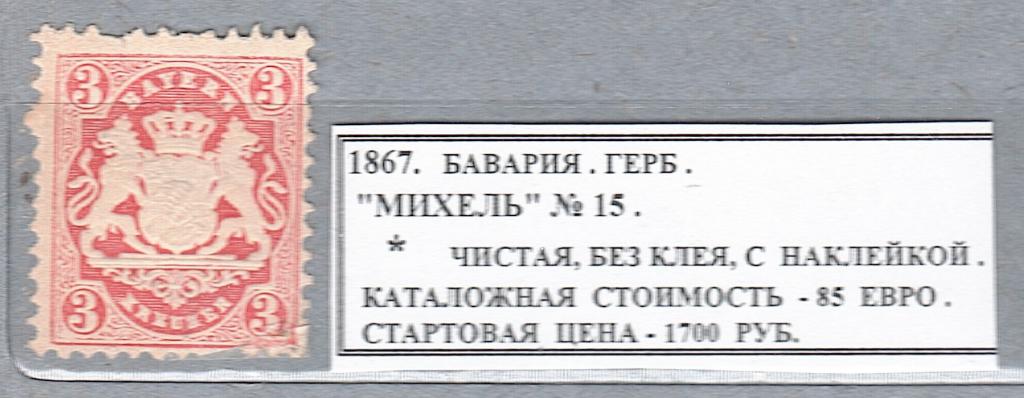 3 BAYERN 3
3 KREUZER 3
1867. БАВАРИЯ . ГЕРБ .
"МИХЕЛЬ" № 15 .
* ЧИСТАЯ, БЕЗ КЛЕЯ, С НАКЛЕЙКОЙ .
КАТАЛОЖНАЯ СТОИМОСТЬ - 85 ЕВРО .
СТАРТОВАЯ ЦЕНА - 1700 РУБ.